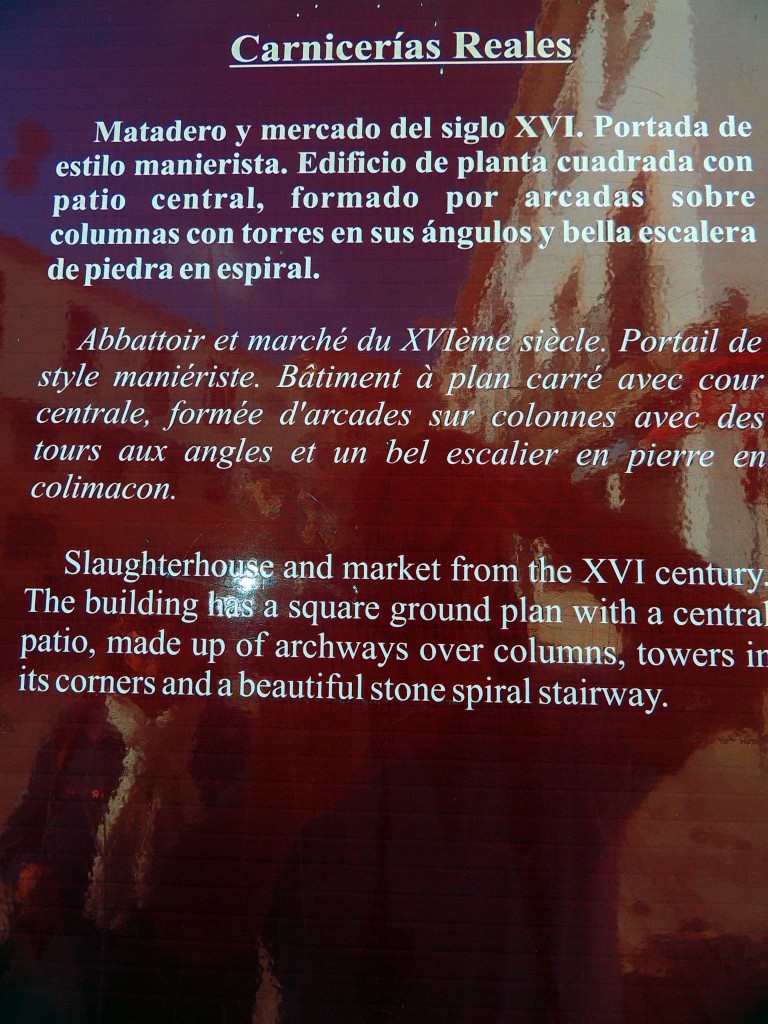 Carnicerías Reales
Matadero y mercado del siglo XVI. Portada de
estilo manierista. Edificio de planta cuadrada con
patio central, formado por arcadas sobre
columnas con torres en sus ángulos y bella escalera
de piedra en espiral.
Abbattoir et marché du XVIème siècle. Portail de
style maniériste. Bâtiment à plan carré avec cour
centrale, formée d'arcades sur colonnes avec des
tours aux angles et un bel escalier en pierre en
colimacon.
Slaughterhouse and market from the XVI century.
The building has a square ground plan with a central
patio, made up of archways over columns, towers in
its corners and a beautiful stone spiral stairway.